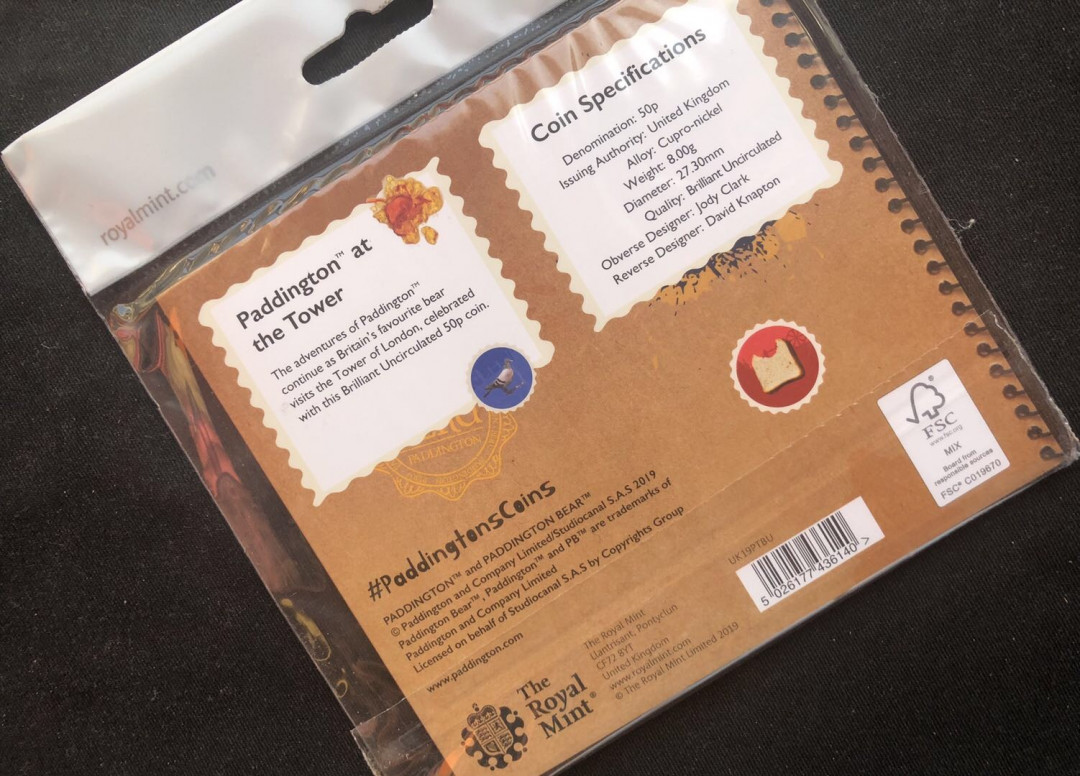 royalmint.com
Paddington™ at
the Tower
The adventures of Paddington™
continue as Britain's favourite bear
visits the Tower of London, celebrated
with this Brilliant Uncirculated 50p coin.
PADDINGTON
Coin Specifications
Denomination: 50p
Issuing Authority: United Kingdom
Alloy: Cupro-nickel
Weight: 8.00g
Diameter: 27.30mm
Quality: Brilliant Uncirculated
Obverse Designer: Jody Clark
Reverse Designer: David Knapton
#PaddingtonsCoins
PADDINGTON™ and PADDINGTON BEAR™
© Paddington and Company Limited/Studiocanal S.A.S 2019
Paddington Bear™, Paddington™ and PB™ are trademarks of
Paddington and Company Limited
Licensed on behalf of Studiocanal S.A.S by Copyrights Group
www.paddington.com
The
Royal
Mint®
The Royal Mint
Llantrisant, Pontyclun
CF72 8YT
United Kingdom
www.royalmint.com
© The Royal Mint Limited 2019
UK19PTBU
5 026177 436140 >
FSC
www.fsc.org
MIX
Board from
responsible sources
FSC® C019670